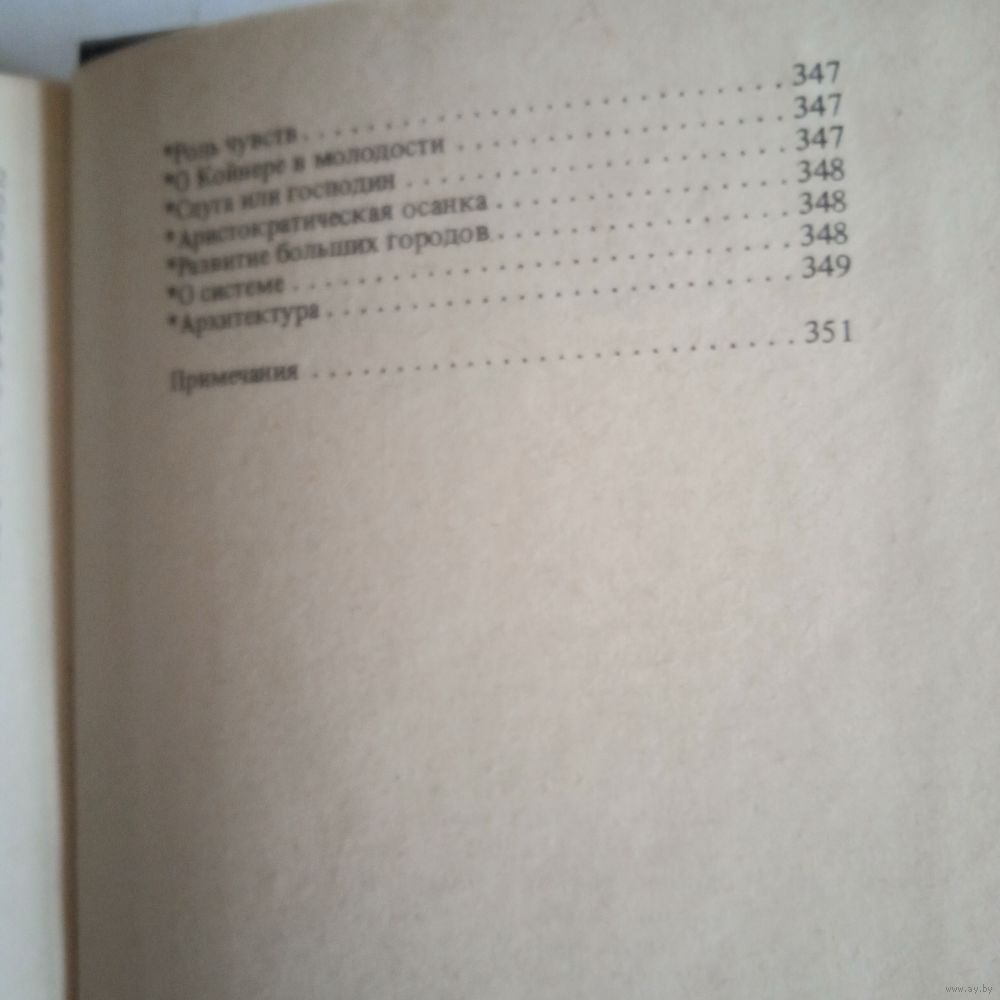 *Роль чувств . . . . . . . . . . . . . . . . . . . . . . . . . . . 347
*О Койнере в молодости . . . . . . . . . . . . . . . . . . 347
*Слуга или господин . . . . . . . . . . . . . . . . . . . . . 347
*Аристократическая осанка . . . . . . . . . . . . . . . . 348
*Развитие больших городов . . . . . . . . . . . . . . . . 348
*О системе . . . . . . . . . . . . . . . . . . . . . . . . . . . 348
*Архитектура . . . . . . . . . . . . . . . . . . . . . . . . . 349
Примечания . . . . . . . . . . . . . . . . . . . . . . . . . 351
www.ay.by